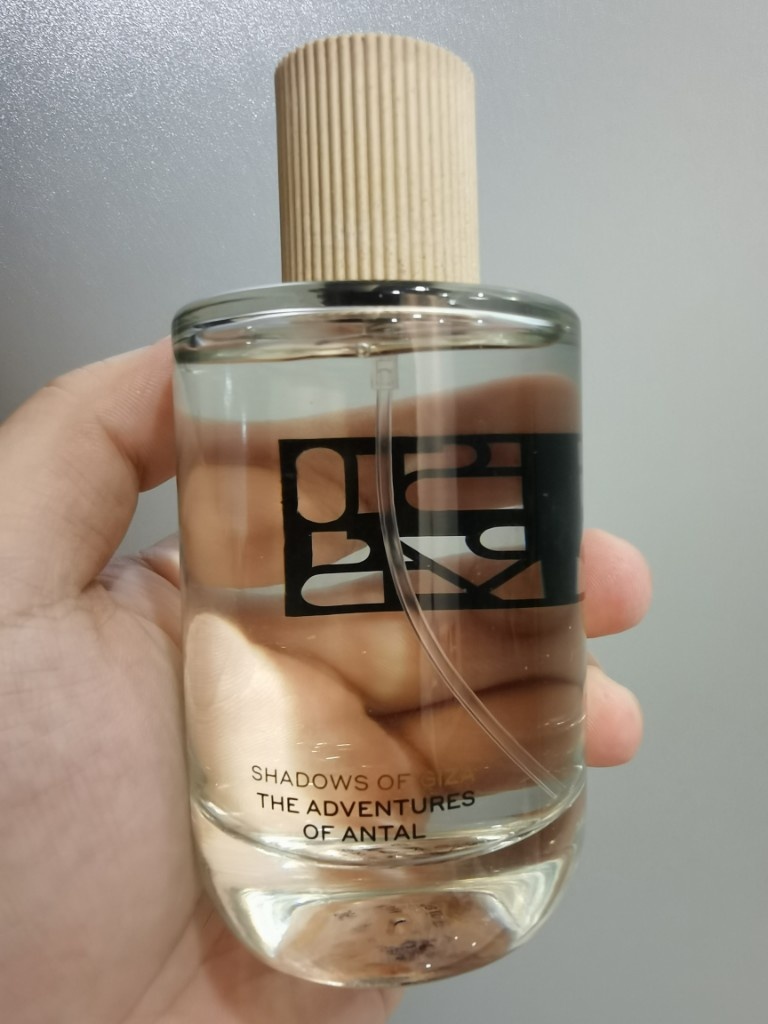 SHADOWS OF GIZA
THE ADVENTURES
OF ANTAL